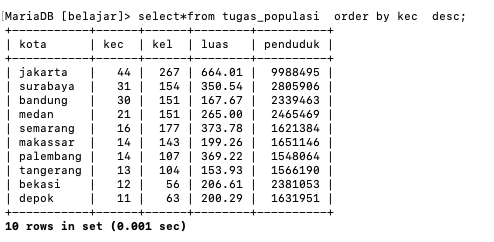 MariaDB [belajar]> select*from tugas_populasi  order by kec  desc;
+-----------+------+------+--------+----------+
| kota      | kec  | kel  | luas   | penduduk |
+-----------+------+------+--------+----------+
| jakarta   |   44 |  267 | 664.01 |  9988495 |
| surabaya  |   31 |  154 | 350.54 |  2805906 |
| bandung   |   30 |  151 | 167.67 |  2339463 |
| medan     |   21 |  151 | 265.00 |  2465469 |
| semarang  |   16 |  177 | 373.78 |  1621384 |
| makassar  |   14 |  143 | 199.26 |  1651146 |
| palembang |   14 |  107 | 369.22 |  1548064 |
| tangerang |   13 |  104 | 153.93 |  1566190 |
| bekasi    |   12 |   56 | 206.61 |  2381053 |
| depok     |   11 |   63 | 200.29 |  1631951 |
+-----------+------+------+--------+----------+
10 rows in set (0.001 sec)